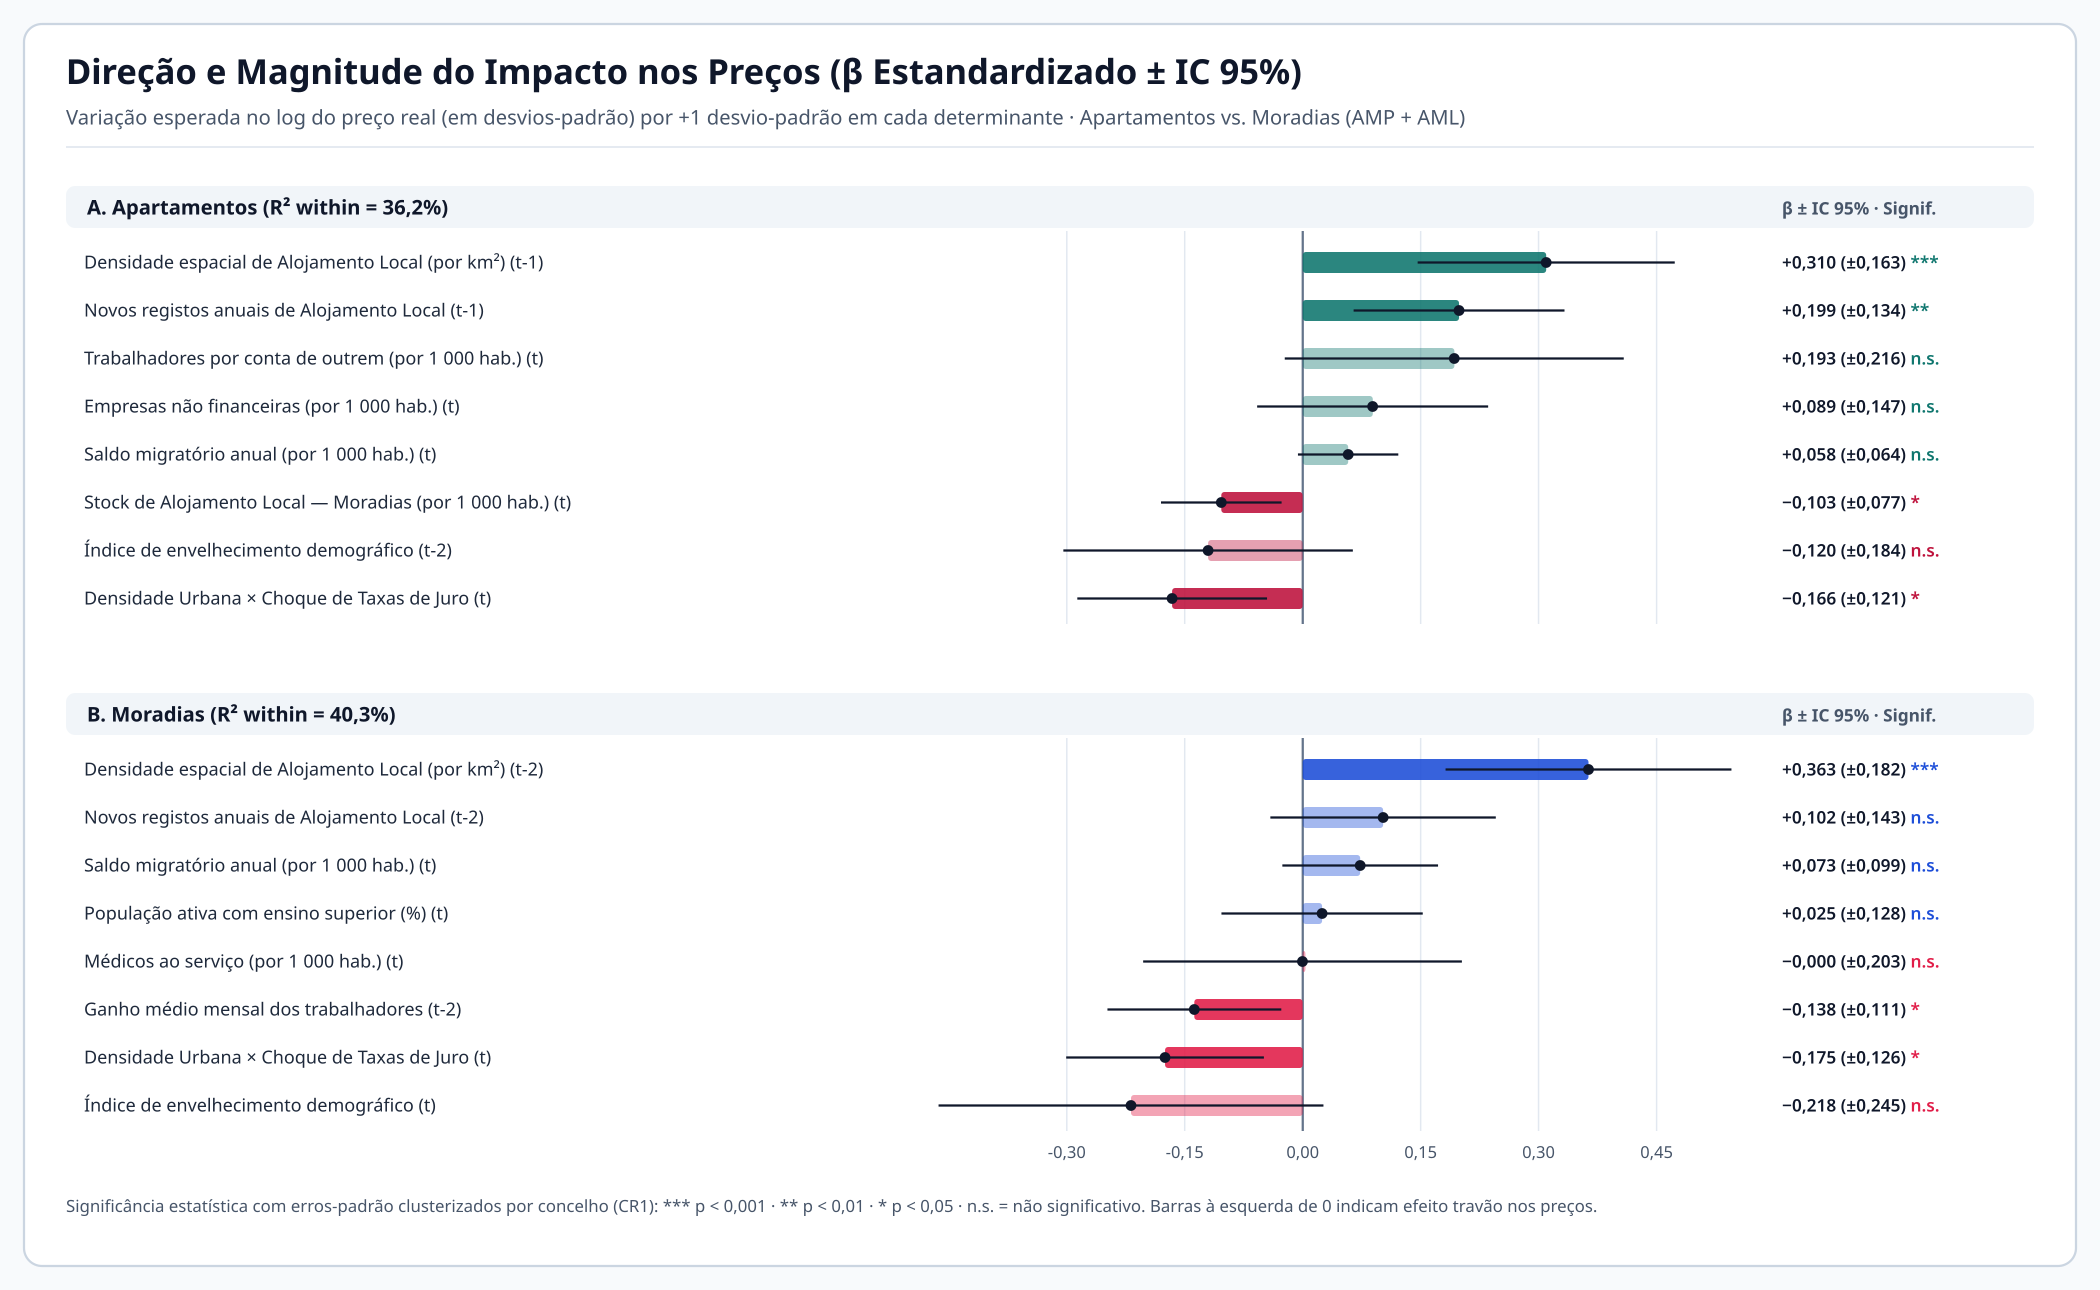 Direção e Magnitude do Impacto nos Preços (β Estandardizado ± IC 95%)
Variação esperada no log do preço real (em desvios-padrão) por +1 desvio-padrão em cada determinante · Apartamentos vs. Moradias (AMP + AML)
A. Apartamentos (R² within = 36,2%) β ± IC 95% · Signif.
Densidade espacial de Alojamento Local (por km²) (t-1) +0,310 (±0,163) ***
Novos registos anuais de Alojamento Local (t-1) +0,199 (±0,134) **
Trabalhadores por conta de outrem (por 1 000 hab.) (t) +0,193 (±0,216) n.s.
Empresas não financeiras (por 1 000 hab.) (t) +0,089 (±0,147) n.s.
Saldo migratório anual (por 1 000 hab.) (t) +0,058 (±0,064) n.s.
Stock de Alojamento Local — Moradias (por 1 000 hab.) (t) −0,103 (±0,077) *
Índice de envelhecimento demográfico (t-2) −0,120 (±0,184) n.s.
Densidade Urbana × Choque de Taxas de Juro (t) −0,166 (±0,121) *
B. Moradias (R² within = 40,3%) β ± IC 95% · Signif.
Densidade espacial de Alojamento Local (por km²) (t-2) +0,363 (±0,182) ***
Novos registos anuais de Alojamento Local (t-2) +0,102 (±0,143) n.s.
Saldo migratório anual (por 1 000 hab.) (t) +0,073 (±0,099) n.s.
População ativa com ensino superior (%) (t) +0,025 (±0,128) n.s.
Médicos ao serviço (por 1 000 hab.) (t) −0,000 (±0,203) n.s.
Ganho médio mensal dos trabalhadores (t-2) −0,138 (±0,111) *
Densidade Urbana × Choque de Taxas de Juro (t) −0,175 (±0,126) *
Índice de envelhecimento demográfico (t) −0,218 (±0,245) n.s.
-0,30 -0,15 0,00 0,15 0,30 0,45
Significância estatística com erros-padrão clusterizados por concelho (CR1): *** p < 0,001 · ** p < 0,01 · * p < 0,05 · n.s. = não significativo. Barras à esquerda de 0 indicam efeito travão nos preços.